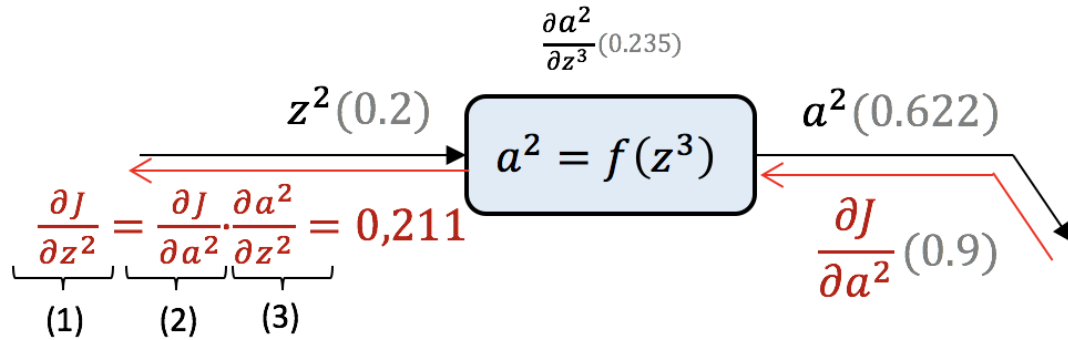 ∂a²/∂z³ (0.235)
z² (0.2)
a² = f(z³)
a² (0.622)
∂J/∂z² = ∂J/∂a² · ∂a²/∂z² = 0,211
∂J/∂a² (0.9)
(1) (2) (3)